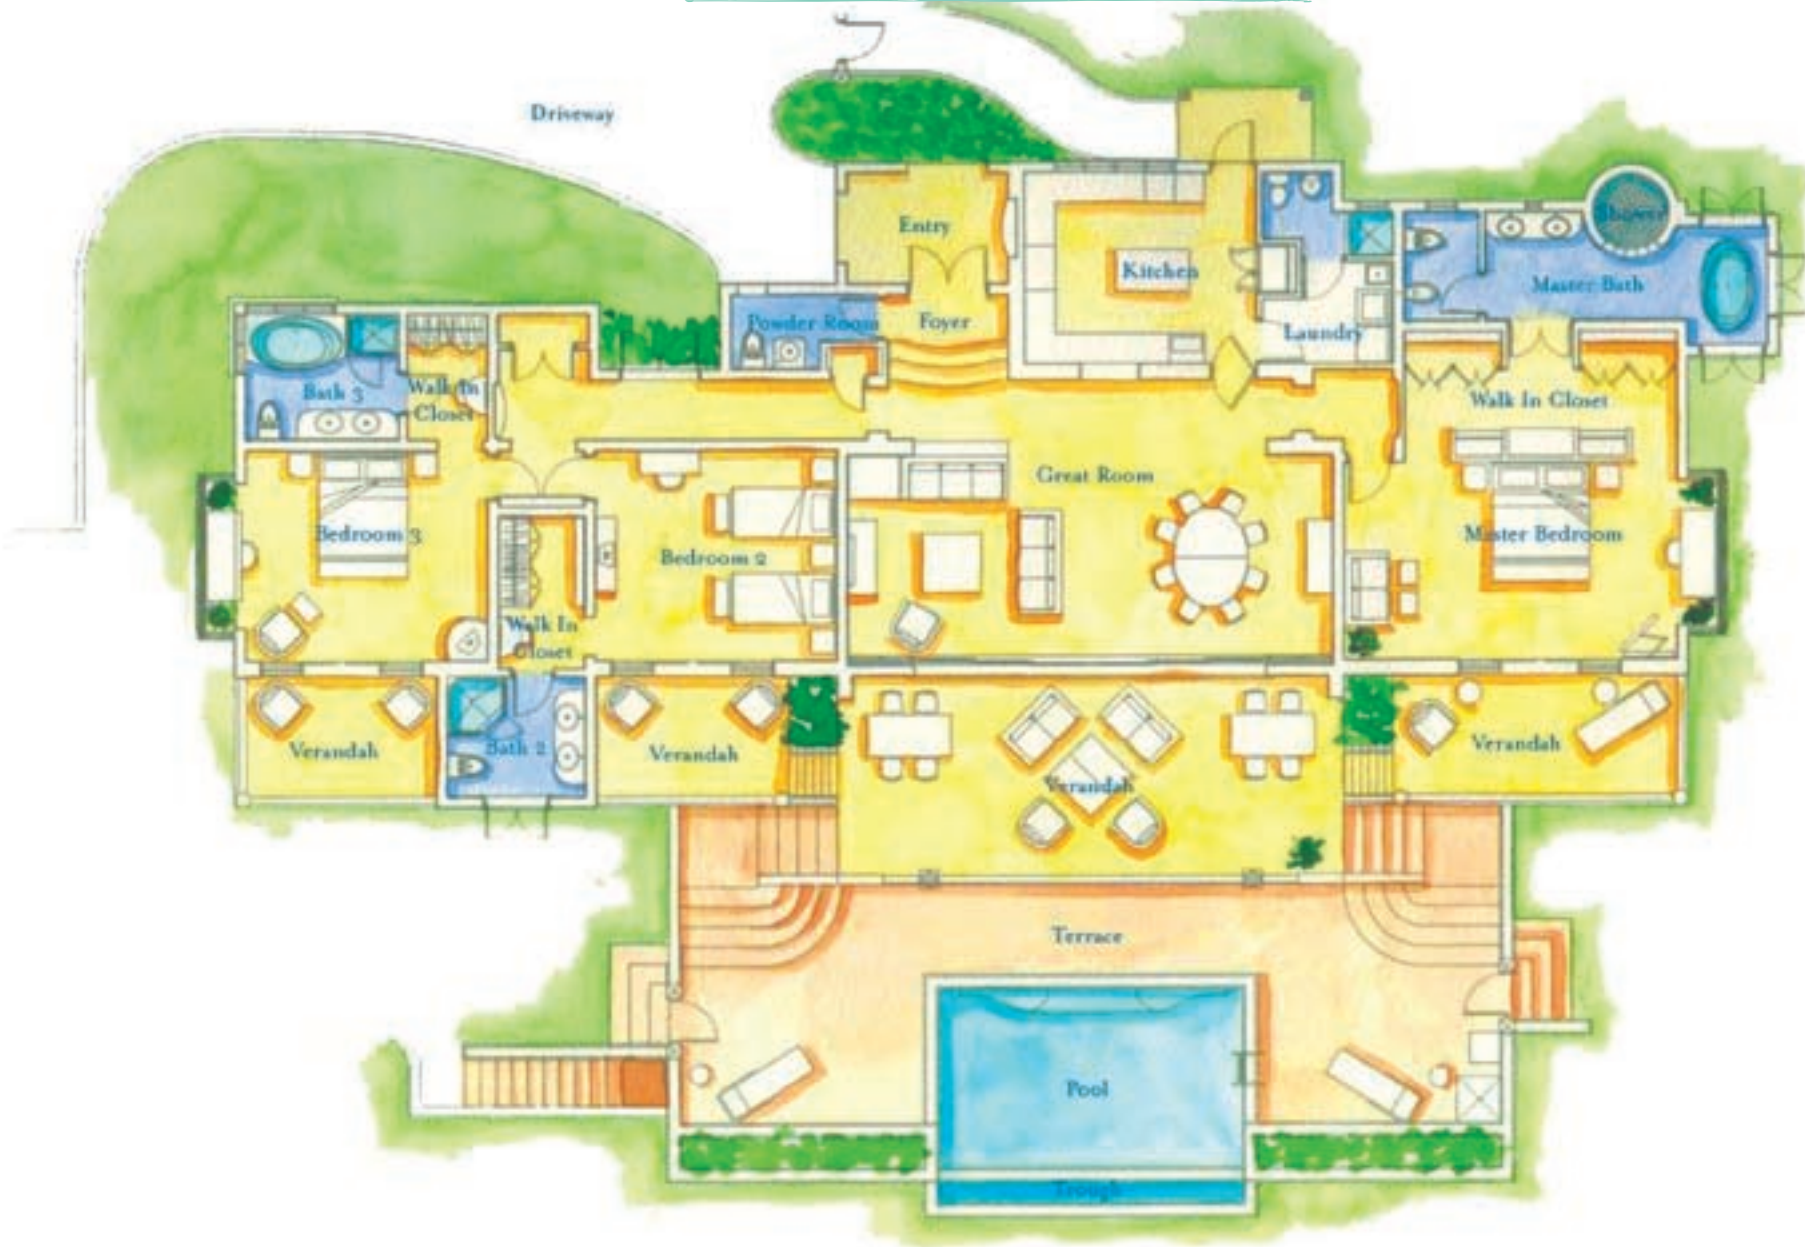 Driveway
Entry
Kitchen
Shower
Master Bath
Powder Room
Foyer
Laundry
Bath 3
Walk In
Closet
Walk In Closet
Great Room
Bedroom 3
Bedroom 2
Master Bedroom
Walk In
Closet
Verandah
Bath 2
Verandah
Verandah
Verandah
Terrace
Pool
Trough